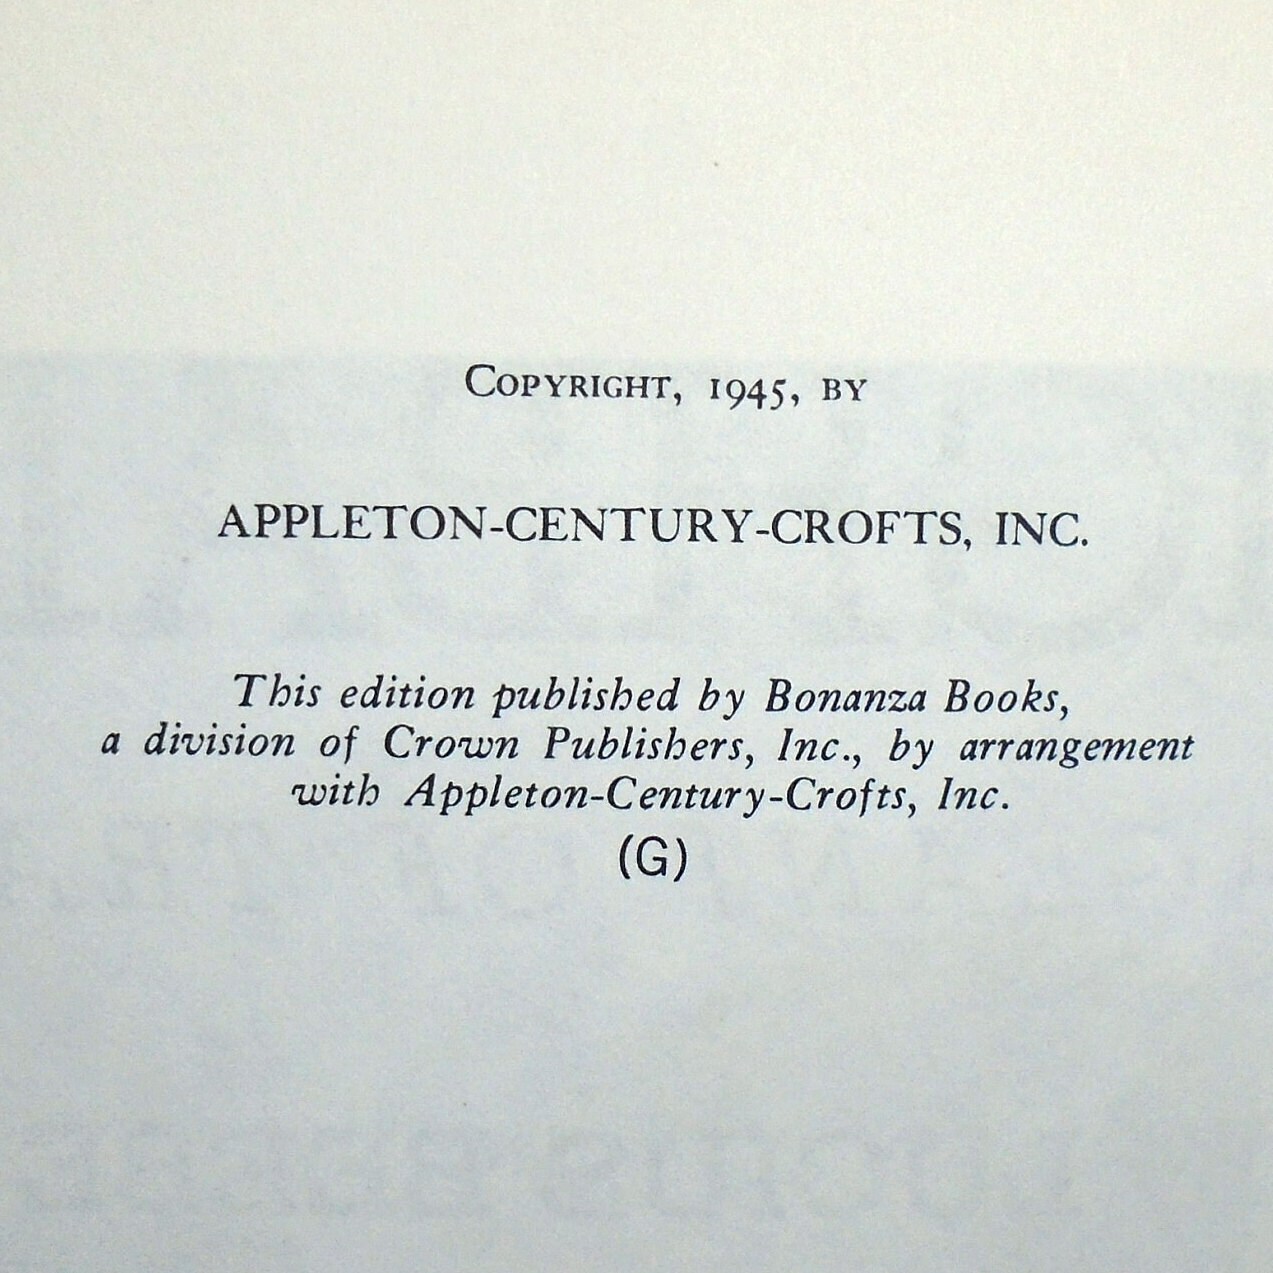 Copyright, 1945, by
APPLETON-CENTURY-CROFTS, INC.
This edition published by Bonanza Books,
a division of Crown Publishers, Inc., by arrangement
with Appleton-Century-Crofts, Inc.
(G)